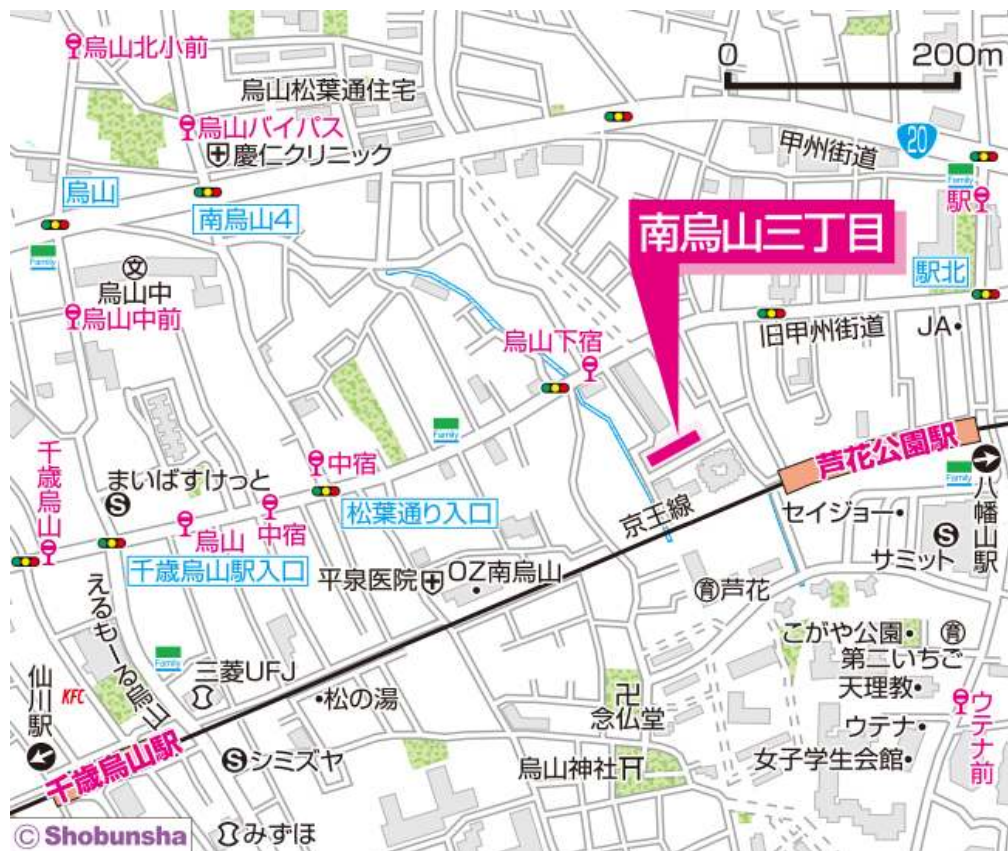 烏山北小前
0 200m
烏山松葉通住宅
烏山バイパス
慶仁クリニック
20
甲州街道
Family
駅
烏山
南烏山4
南烏山三丁目
Family
文
烏山中
駅北
烏山中前
旧甲州街道
JA
烏山下宿
Family
芦花公園駅
千歳烏山
まいばすけっと
S
中宿
松葉通り入口
京王線
セイジョー
Family
八幡山駅
S
サミット
烏山
中宿
千歳烏山駅入口
平泉医院
OZ南烏山
育芦花
えるもーる烏山
Family
三菱UFJ
こがや公園
育
第二いちご
天理教
仙川駅
KFC
松の湯
卍
念仏堂
ウテナ
ウテナ前
千歳烏山駅
Sシミズヤ
烏山神社
女子学生会館
© Shobunsha
みずほ